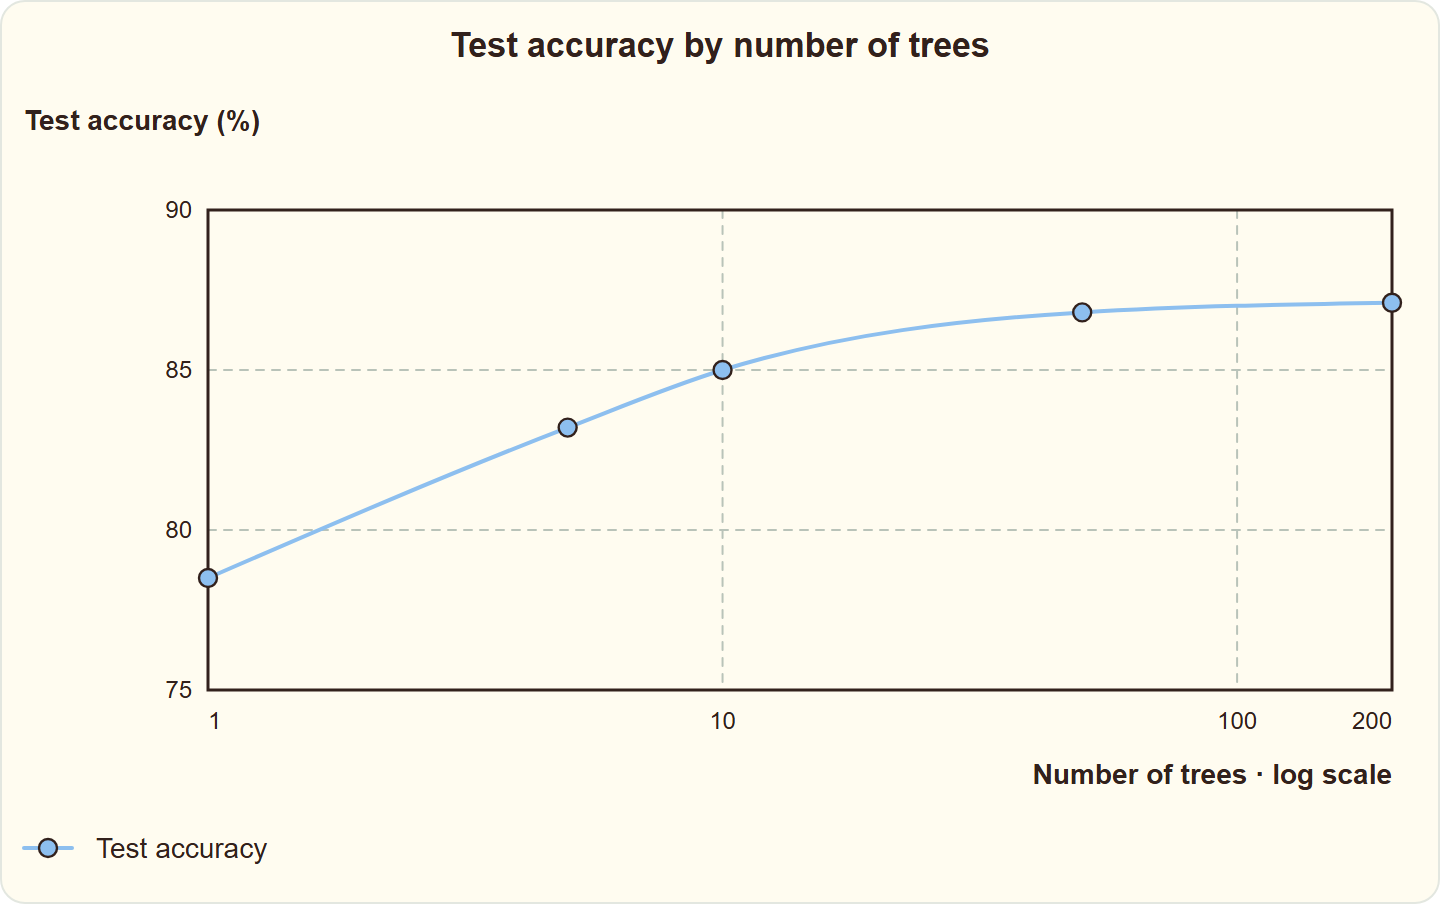 Test accuracy by number of trees
Test accuracy (%)
90
85
80
75
1 10 100 200
Number of trees · log scale
Test accuracy